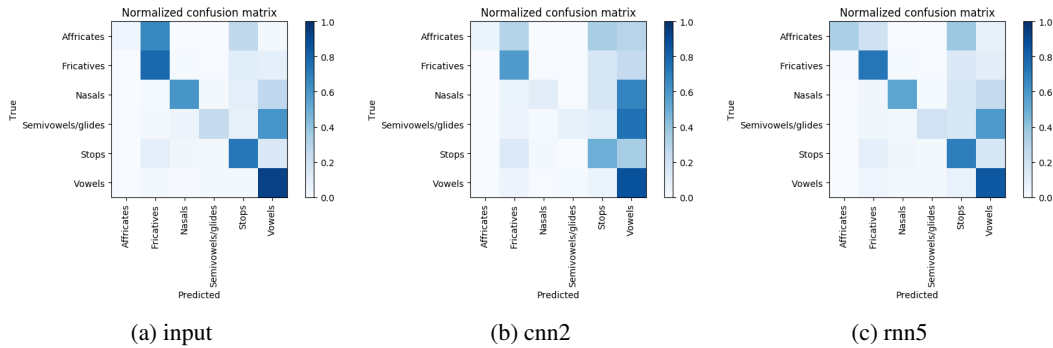 Normalized confusion matrix
True
Affricates
Fricatives
Nasals
Semivowels/glides
Stops
Vowels
Affricates
Fricatives
Nasals
Semivowels/glides
Stops
Vowels
Predicted
1.0
0.8
0.6
0.4
0.2
0.0
(a) input
Normalized confusion matrix
True
Affricates
Fricatives
Nasals
Semivowels/glides
Stops
Vowels
Affricates
Fricatives
Nasals
Semivowels/glides
Stops
Vowels
Predicted
1.0
0.8
0.6
0.4
0.2
0.0
(b) cnn2
Normalized confusion matrix
True
Affricates
Fricatives
Nasals
Semivowels/glides
Stops
Vowels
Affricates
Fricatives
Nasals
Semivowels/glides
Stops
Vowels
Predicted
1.0
0.8
0.6
0.4
0.2
0.0
(c) rnn5